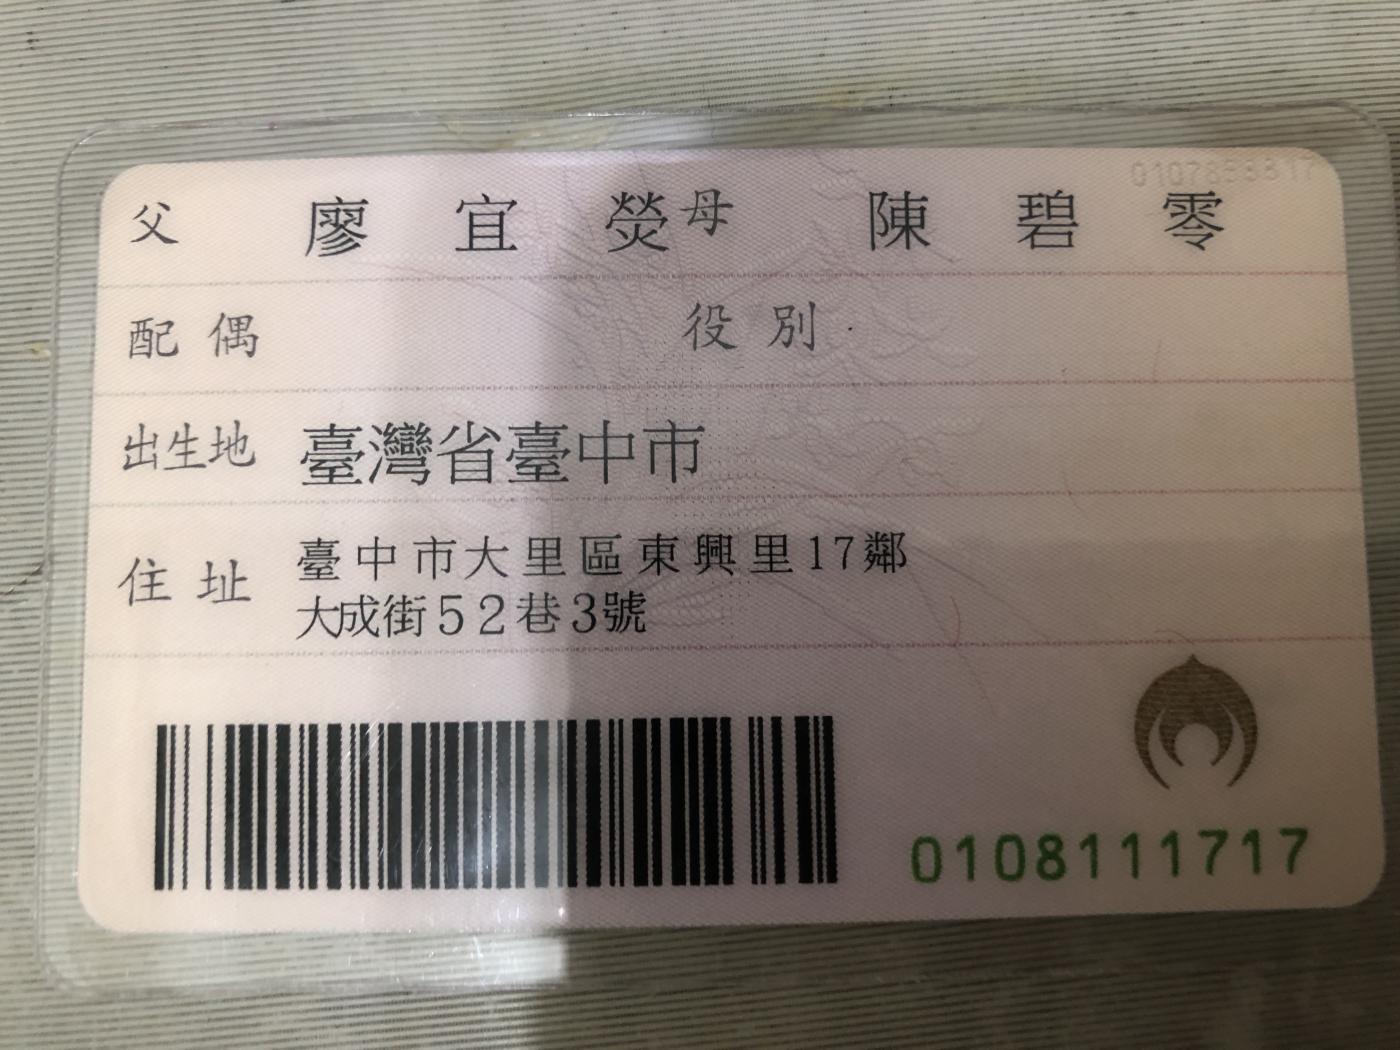 父 廖宜熒 母 陳碧零
配偶 役別
出生地 臺灣省臺中市
住址 臺中市大里區東興里17鄰
大成街52巷3號
0108111717